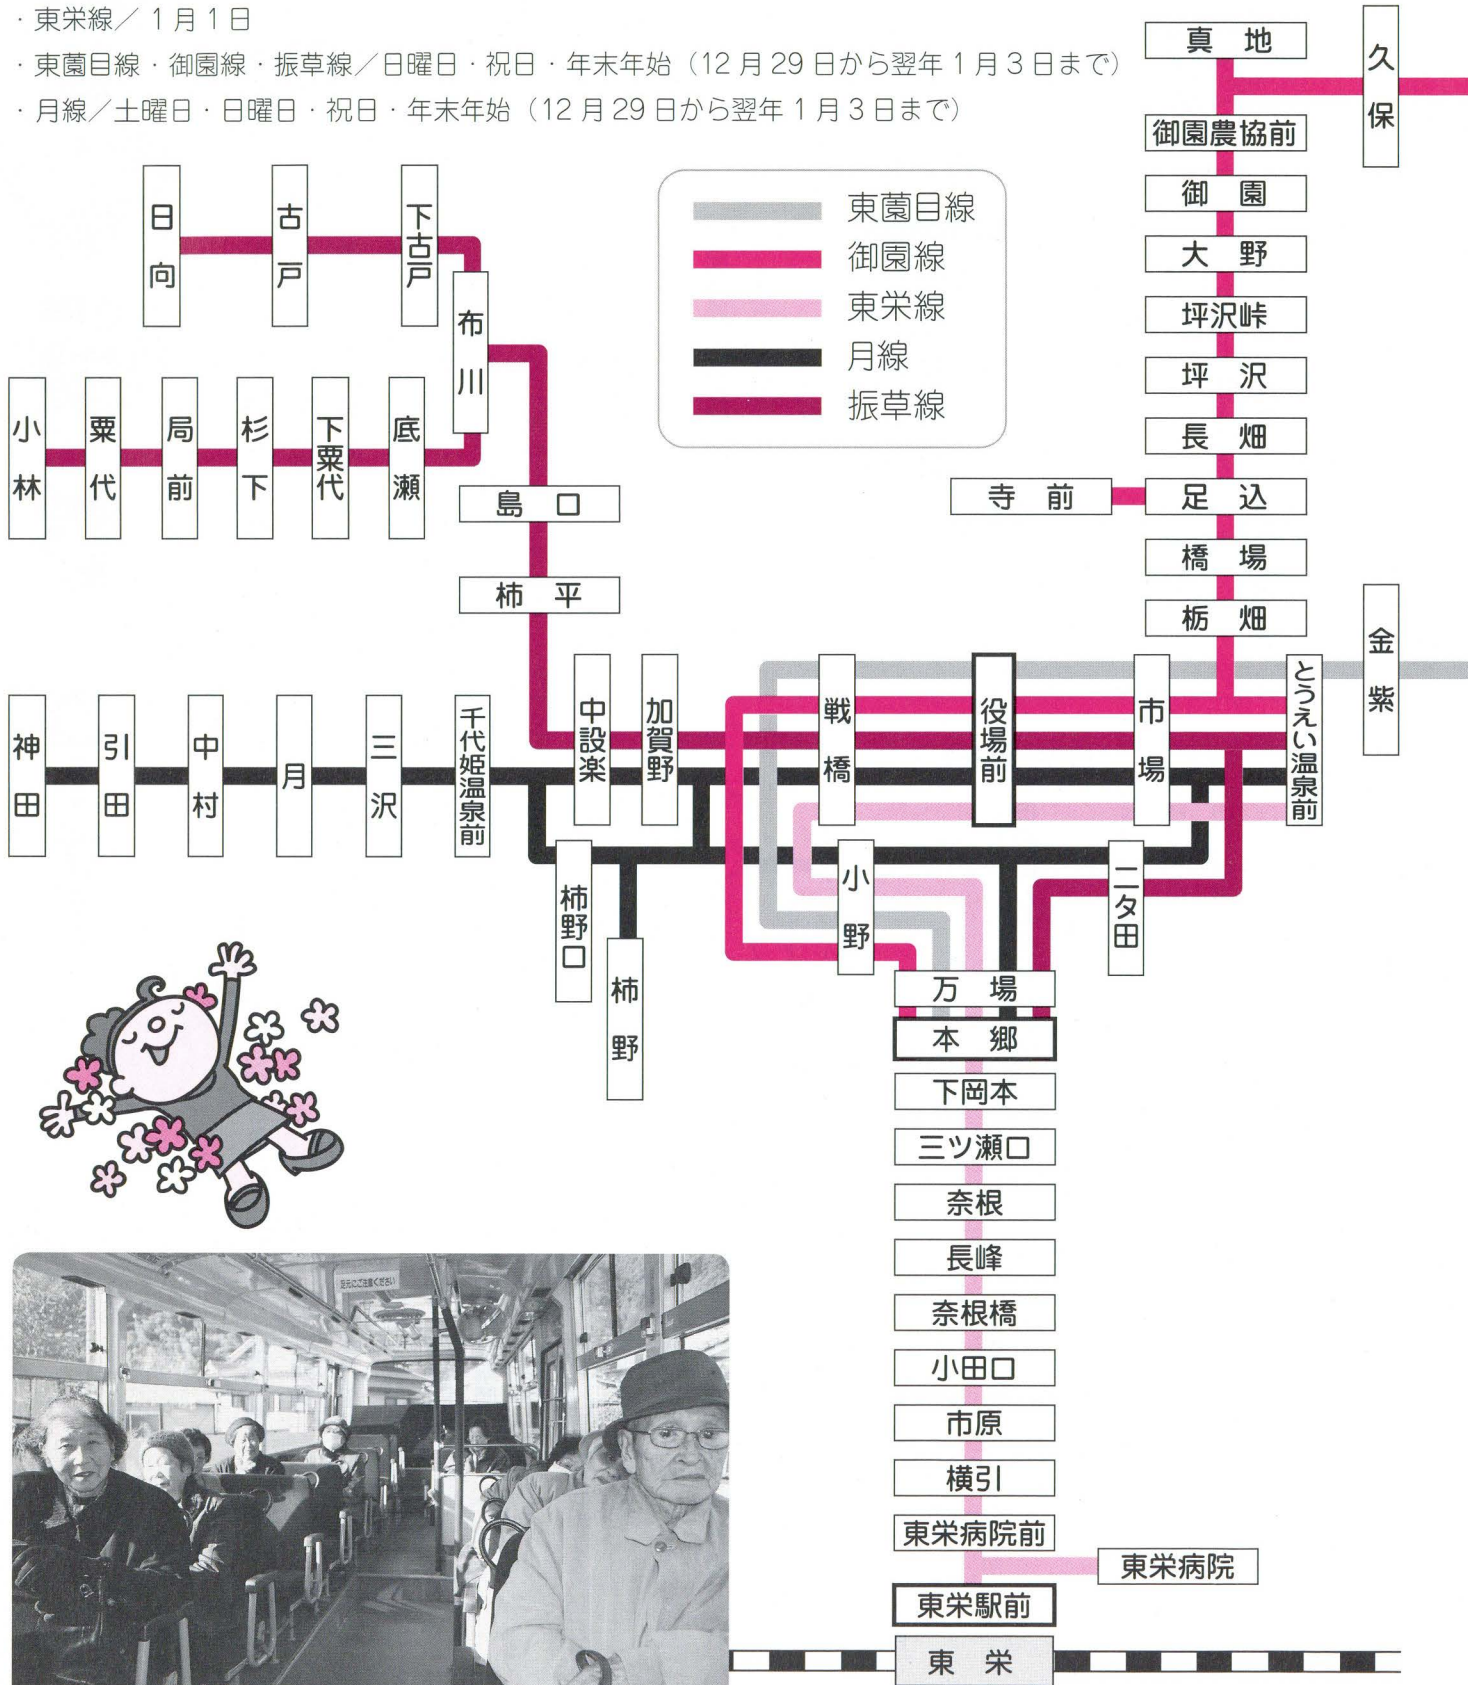 ・東栄線／1月1日
・東薗目線・御園線・振草線／日曜日・祝日・年末年始（12月29日から翌年1月3日まで）
・月線／土曜日・日曜日・祝日・年末年始（12月29日から翌年1月3日まで）
東薗目線
御園線
東栄線
月線
振草線
真地
久保
御園農協前
御園
大野
坪沢峠
坪沢
長畑
寺前
足込
橋場
栃畑
金紫
日向
古戸
下古戸
布川
小林
粟代
局前
杉下
下粟代
底瀬
島口
柿平
神田
引田
中村
月
三沢
千代姫温泉前
中設楽
加賀野
戦橋
役場前
市場
とうえい温泉前
柿野口
柿野
小野
二タ田
万場
本郷
下岡本
三ツ瀬口
奈根
長峰
奈根橋
小田口
市原
横引
東栄病院前
東栄病院
東栄駅前
東栄
足元にご注意ください